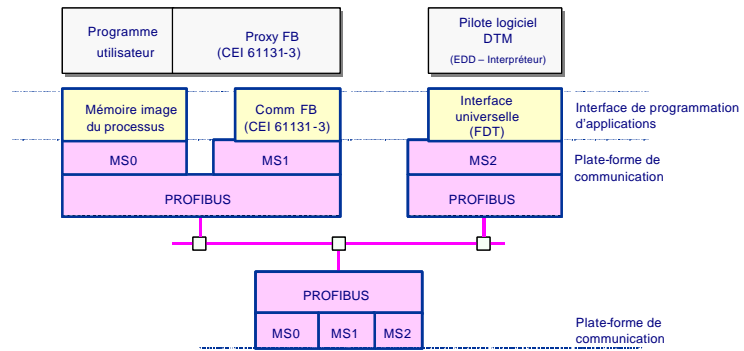 Programme
utilisateur
Proxy FB
(CEI 61131-3)
Pilote logiciel
DTM
(EDD – Interpréteur)
Mémoire image
du processus
Comm FB
(CEI 61131-3)
Interface
universelle
(FDT)
Interface de programmation
d'applications
MS0
MS1
MS2
Plate-forme de
communication
PROFIBUS
PROFIBUS
PROFIBUS
MS0
MS1
MS2
Plate-forme de
communication